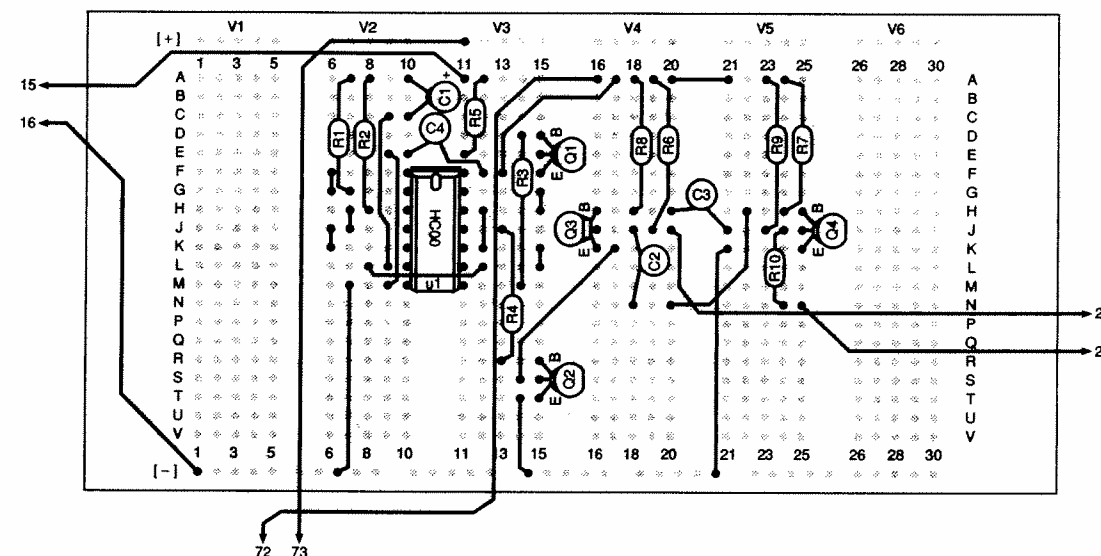 V1 V2 V3 V4 V5 V6
[+]
1 3 5 6 8 10 11 13 15 16 18 20 21 23 25 26 28 30
15
16
A A
B B
C C
D D
E E
F F
G G
H H
J J
K K
L L
M M
N N
P P
Q Q
R R
S S
T T
U U
V V
+
C1
C4
R1
R2
R5
R3
B
Q1
E
R8
R6
R9
R7
HC00
u1
B
Q3
E
C3
C2
B
Q4
E
R10
R4
B
Q2
E
2
2
1 3 5 6 8 10 11 13 15 16 18 20 21 23 25 26 28 30
[-]
72 73